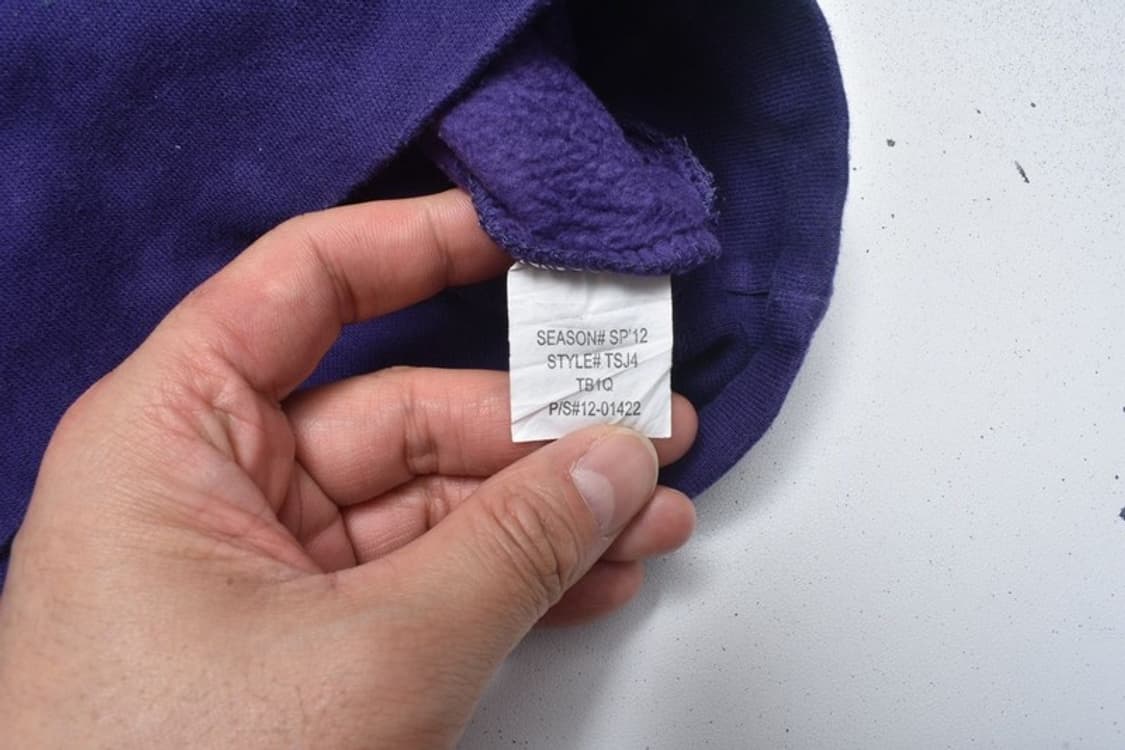 SEASON# SP'12
STYLE# TSJ4
TB1Q
P/S#12-01422